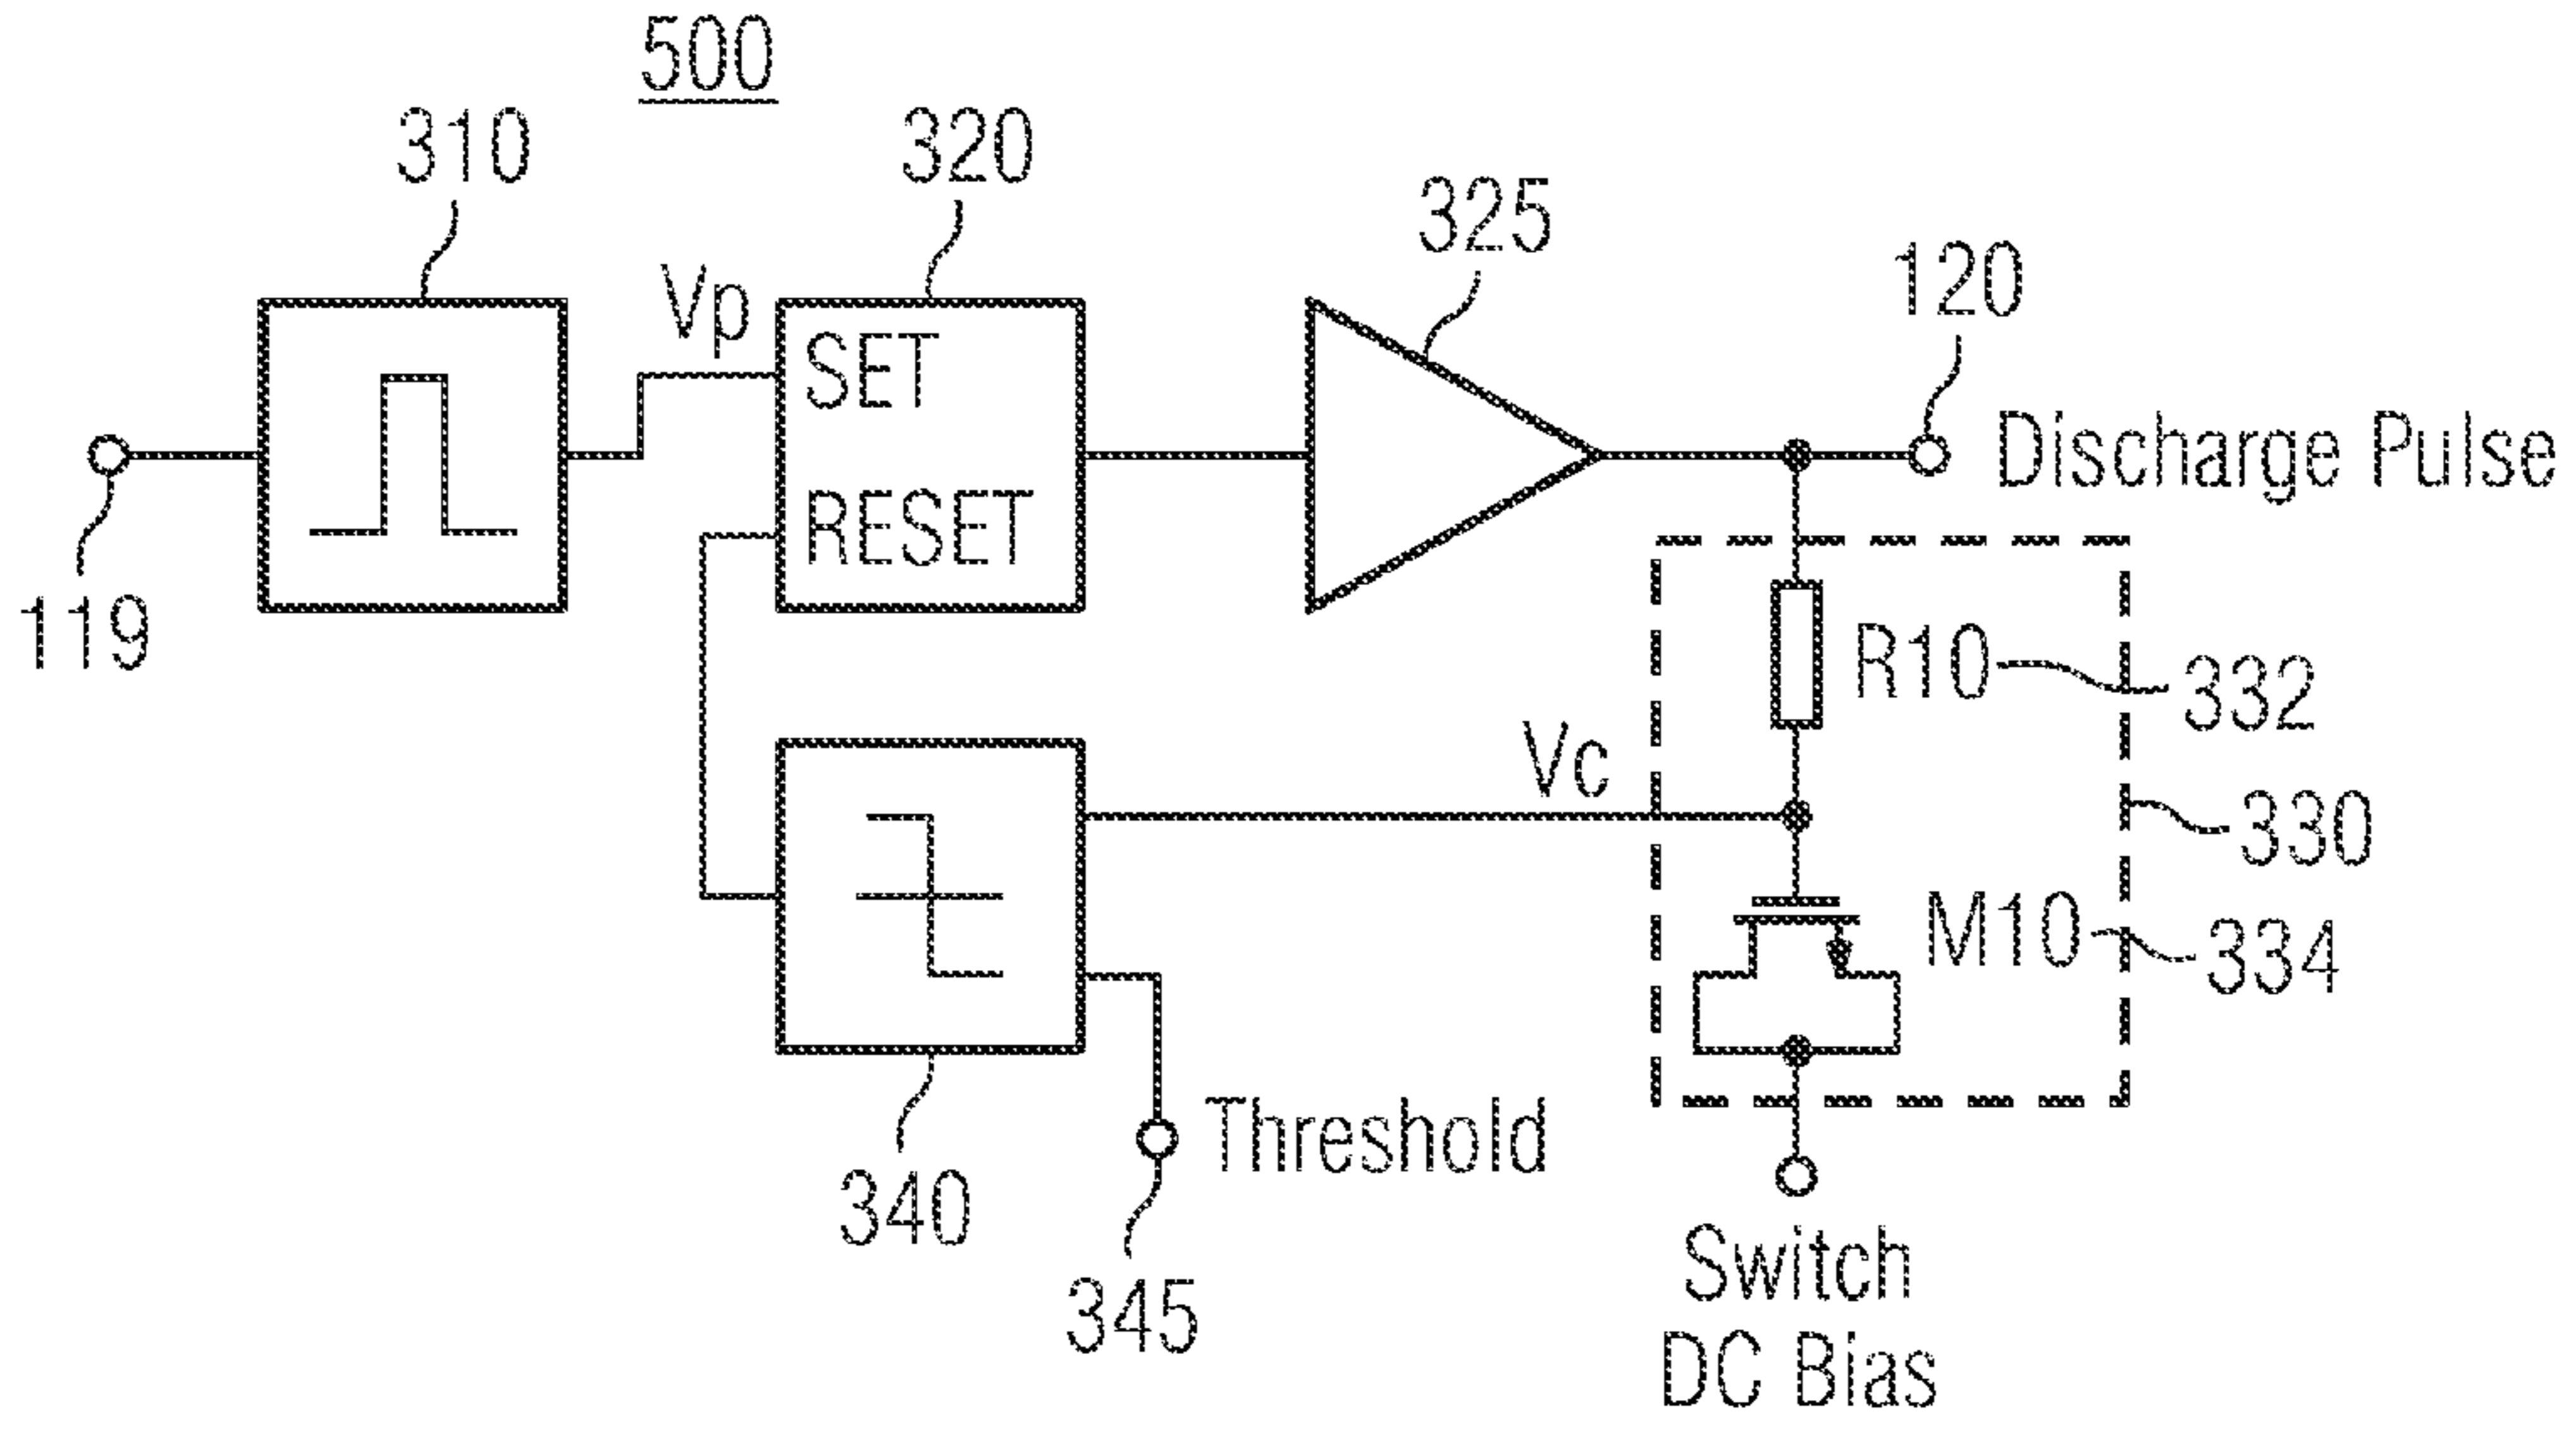 500
310
320
325
120
Vp
SET
RESET
Discharge Pulse
119
R10
332
Vc
330
M10
334
Threshold
340
345
Switch
DC Bias